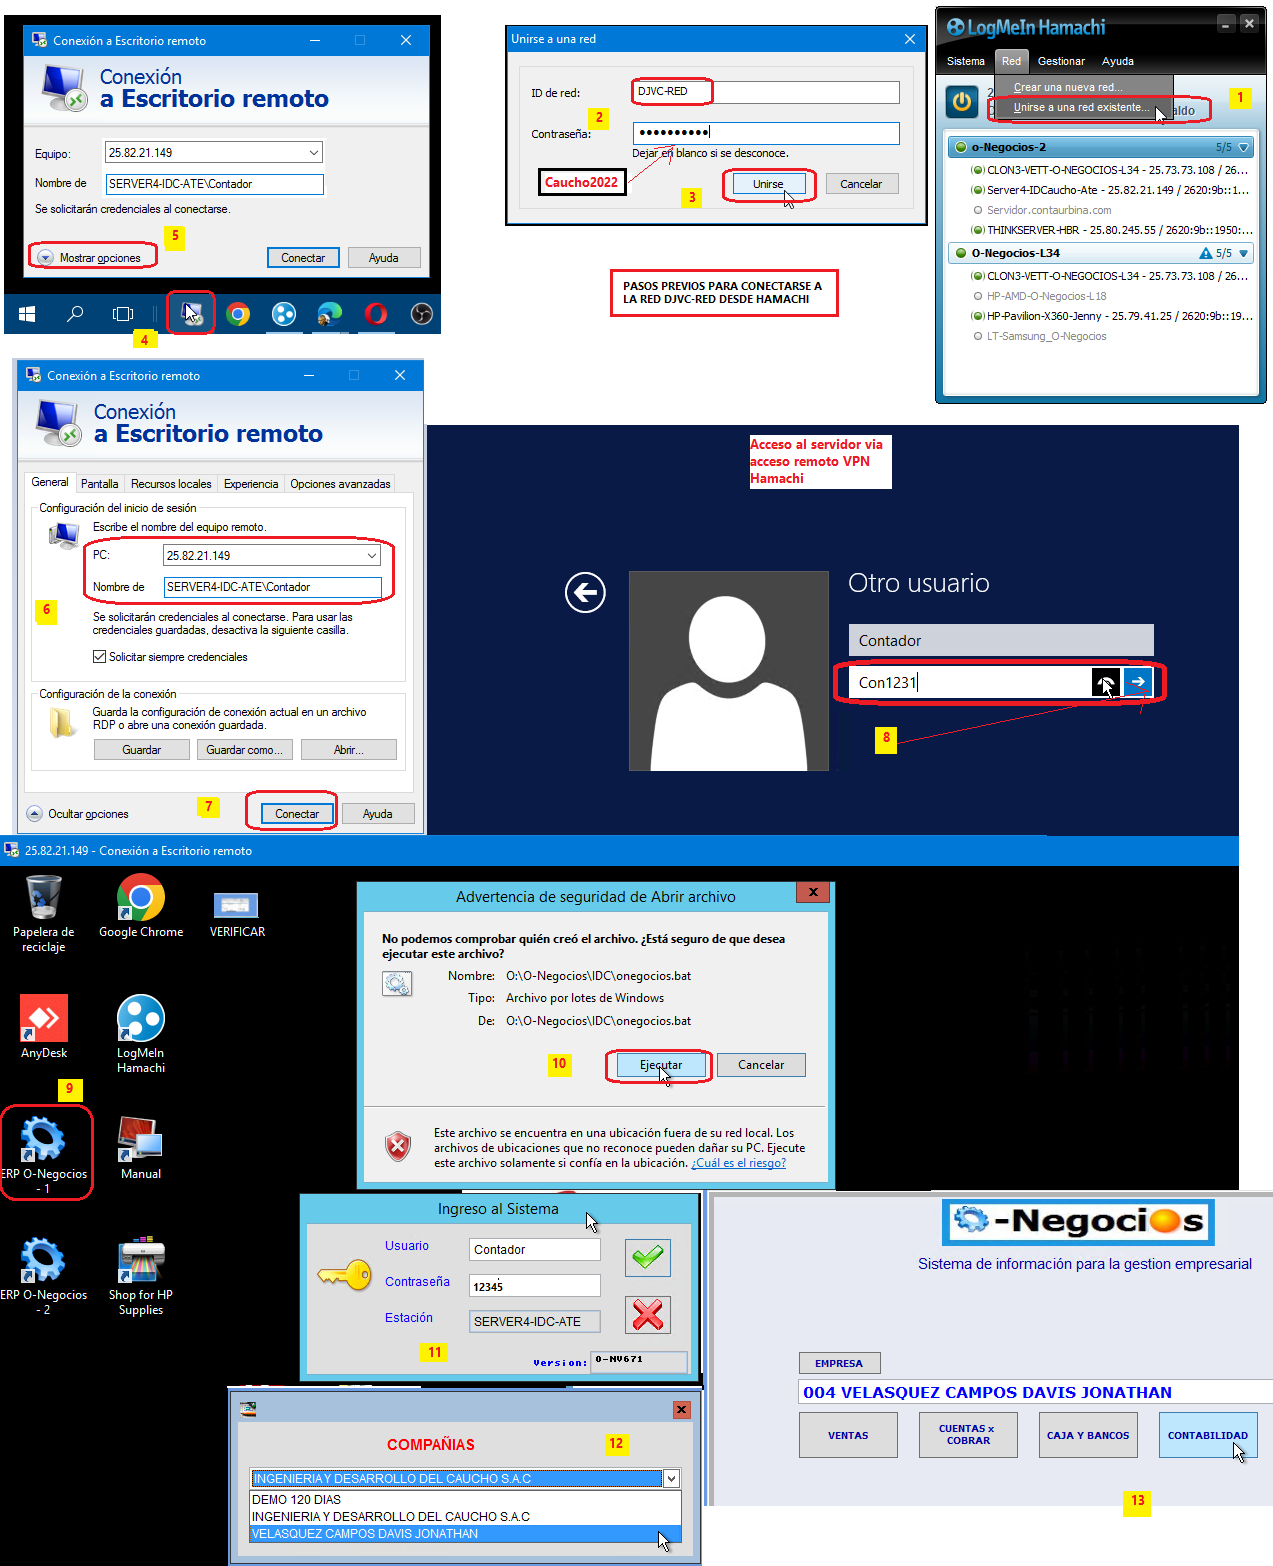 Conexión a Escritorio remoto
Conexión
a Escritorio remoto
Equipo:
25.82.21.149
Nombre de
SERVER4-IDC-ATE\Contador
Se solicitarán credenciales al conectarse.
5
Mostrar opciones
Conectar
Ayuda
4
Unirse a una red
ID de red:
DJVC-RED
2
Contraseña:
Dejar en blanco si se desconoce.
Caucho2022
3
Unirse
Cancelar
PASOS PREVIOS PARA CONECTARSE A
LA RED DJVC-RED DESDE HAMACHI
LogMeIn Hamachi
Sistema
Red
Gestionar
Ayuda
Crear una nueva red...
Unirse a una red existente...
aldo
1
o-Negocios-2
5/5
CLON3-VETT-O-NEGOCIOS-L34 - 25.73.73.108 / 26...
Server4-IDCaucho-Ate - 25.82.21.149 / 2620:9b::1...
Servidor.contaurbina.com
THINKSERVER-HBR - 25.80.245.55 / 2620:9b::1950:...
O-Negocios-L34
5/5
CLON3-VETT-O-NEGOCIOS-L34 - 25.73.73.108 / 26...
HP-AMD-O-Negocios-L18
HP-Pavilion-X360-Jenny - 25.79.41.25 / 2620:9b::19...
LT-Samsung_O-Negocios
Conexión a Escritorio remoto
Conexión
a Escritorio remoto
General
Pantalla
Recursos locales
Experiencia
Opciones avanzadas
Configuración del inicio de sesión
Escribe el nombre del equipo remoto.
PC:
25.82.21.149
Nombre de
SERVER4-IDC-ATE\Contador
6
Se solicitarán credenciales al conectarse. Para usar las
credenciales guardadas, desactiva la siguiente casilla.
Solicitar siempre credenciales
Configuración de la conexión
Guarda la configuración de conexión actual en un archivo
RDP o abre una conexión guardada.
Guardar
Guardar como...
Abrir...
7
Ocultar opciones
Conectar
Ayuda
Acceso al servidor via
acceso remoto VPN
Hamachi
Otro usuario
Contador
Con1231
8
25.82.21.149 - Conexión a Escritorio remoto
Papelera de
reciclaje
Google Chrome
VERIFICAR
AnyDesk
LogMeIn
Hamachi
9
ERP O-Negocios
- 1
Manual
ERP O-Negocios
- 2
Shop for HP
Supplies
Advertencia de seguridad de Abrir archivo
No podemos comprobar quién creó el archivo. ¿Está seguro de que desea
ejecutar este archivo?
Nombre: O:\O-Negocios\IDC\onegocios.bat
Tipo: Archivo por lotes de Windows
De: O:\O-Negocios\IDC\onegocios.bat
10
Ejecutar
Cancelar
Este archivo se encuentra en una ubicación fuera de su red local. Los
archivos de ubicaciones que no reconoce pueden dañar su PC. Ejecute
este archivo solamente si confía en la ubicación. ¿Cuál es el riesgo?
Ingreso al Sistema
Usuario
Contador
Contraseña
12345
Estación
SERVER4-IDC-ATE
11
Version: O-NV671
COMPAÑIAS
12
INGENIERIA Y DESARROLLO DEL CAUCHO S.A.C
DEMO 120 DIAS
INGENIERIA Y DESARROLLO DEL CAUCHO S.A.C
VELASQUEZ CAMPOS DAVIS JONATHAN
-Negocios
Sistema de información para la gestion empresarial
EMPRESA
004 VELASQUEZ CAMPOS DAVIS JONATHAN
VENTAS
CUENTAS x
COBRAR
CAJA Y BANCOS
CONTABILIDAD
13